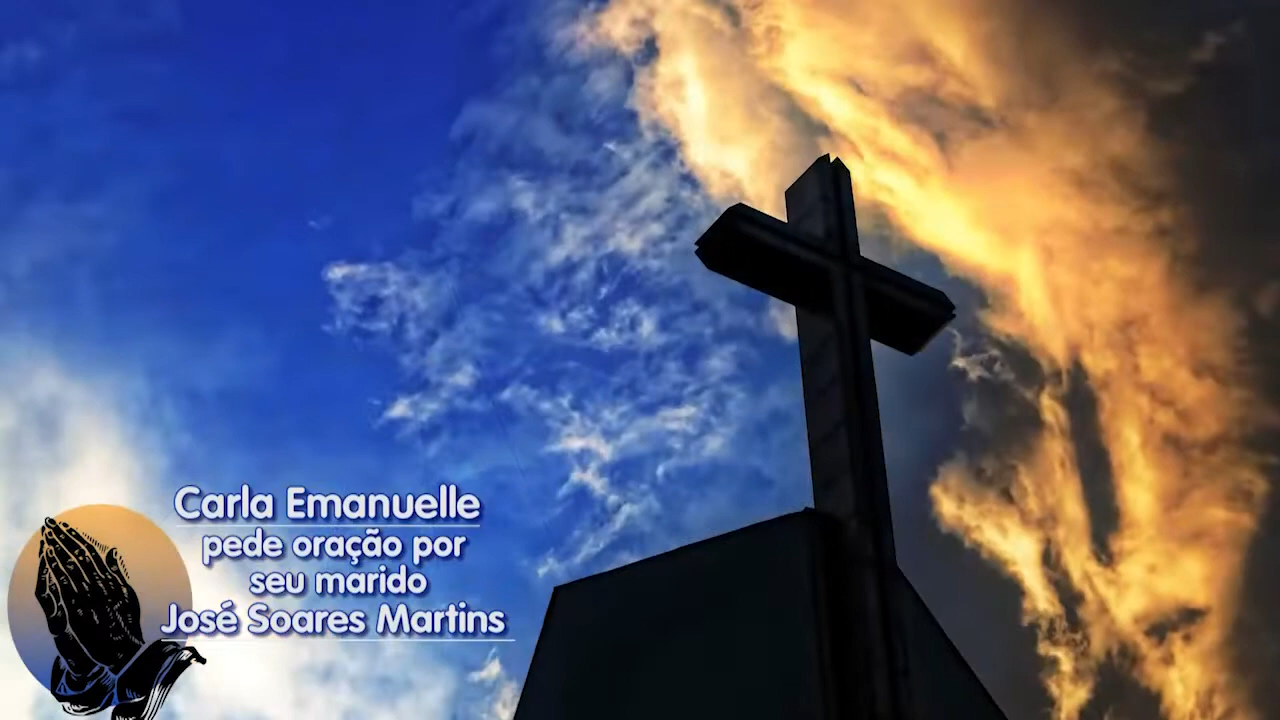 Carla Emanuelle
pede oração por
seu marido
José Soares Martins